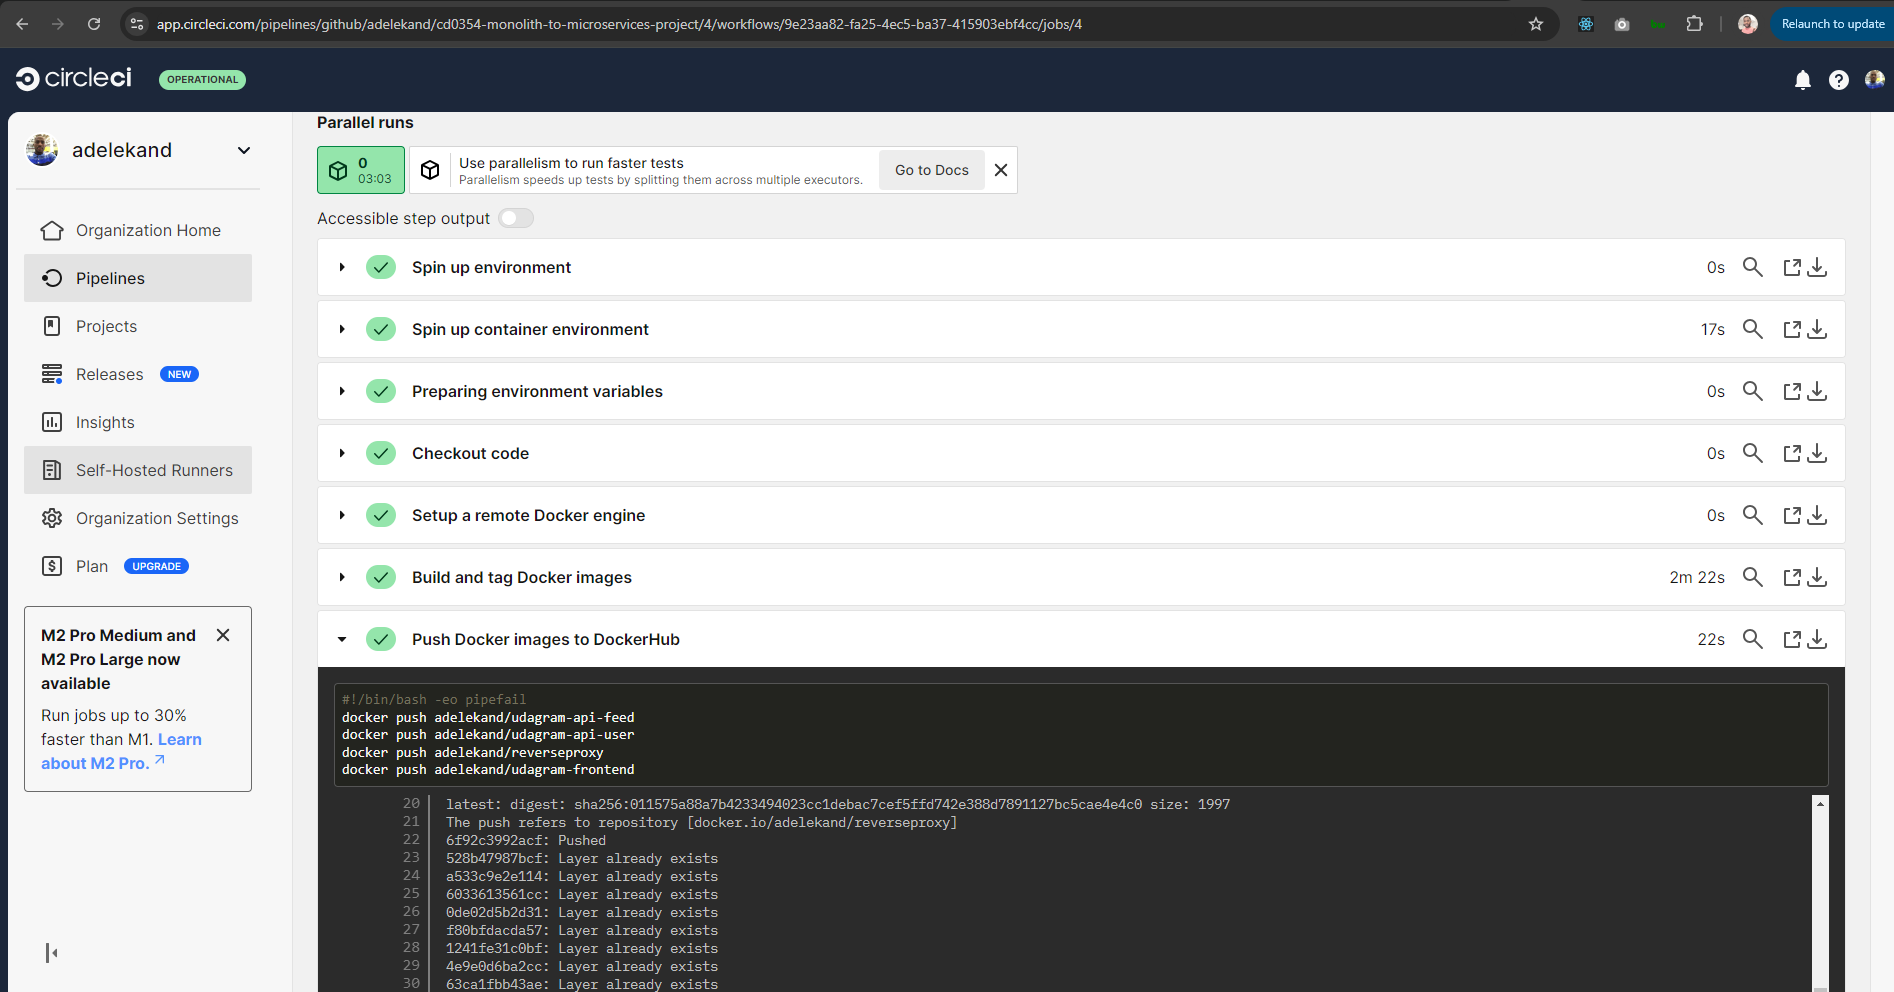 app.circleci.com/pipelines/github/adelekand/cd0354-monolith-to-microservices-project/4/workflows/9e23aa82-fa25-4ec5-ba37-415903ebf4cc/jobs/4
Relaunch to update
circleci
OPERATIONAL
adelekand
Organization Home
Pipelines
Projects
Releases NEW
Insights
Self-Hosted Runners
Organization Settings
Plan UPGRADE
M2 Pro Medium and
M2 Pro Large now
available
Run jobs up to 30%
faster than M1. Learn
about M2 Pro.
Parallel runs
0
03:03
Use parallelism to run faster tests
Parallelism speeds up tests by splitting them across multiple executors.
Go to Docs
Accessible step output
Spin up environment 0s
Spin up container environment 17s
Preparing environment variables 0s
Checkout code 0s
Setup a remote Docker engine 0s
Build and tag Docker images 2m 22s
Push Docker images to DockerHub 22s
#!/bin/bash -eo pipefail
docker push adelekand/udagram-api-feed
docker push adelekand/udagram-api-user
docker push adelekand/reverseproxy
docker push adelekand/udagram-frontend
20 latest: digest: sha256:011575a88a7b4233494023cc1debac7cef5ffd742e388d7891127bc5cae4e4c0 size: 1997
21 The push refers to repository [docker.io/adelekand/reverseproxy]
22 6f92c3992acf: Pushed
23 528b47987bcf: Layer already exists
24 a533c9e2e114: Layer already exists
25 6033613561cc: Layer already exists
26 0de02d5b2d31: Layer already exists
27 f80bfdacda57: Layer already exists
28 1241fe31c0bf: Layer already exists
29 4e9e0d6ba2cc: Layer already exists
30 63ca1fbb43ae: Layer already exists